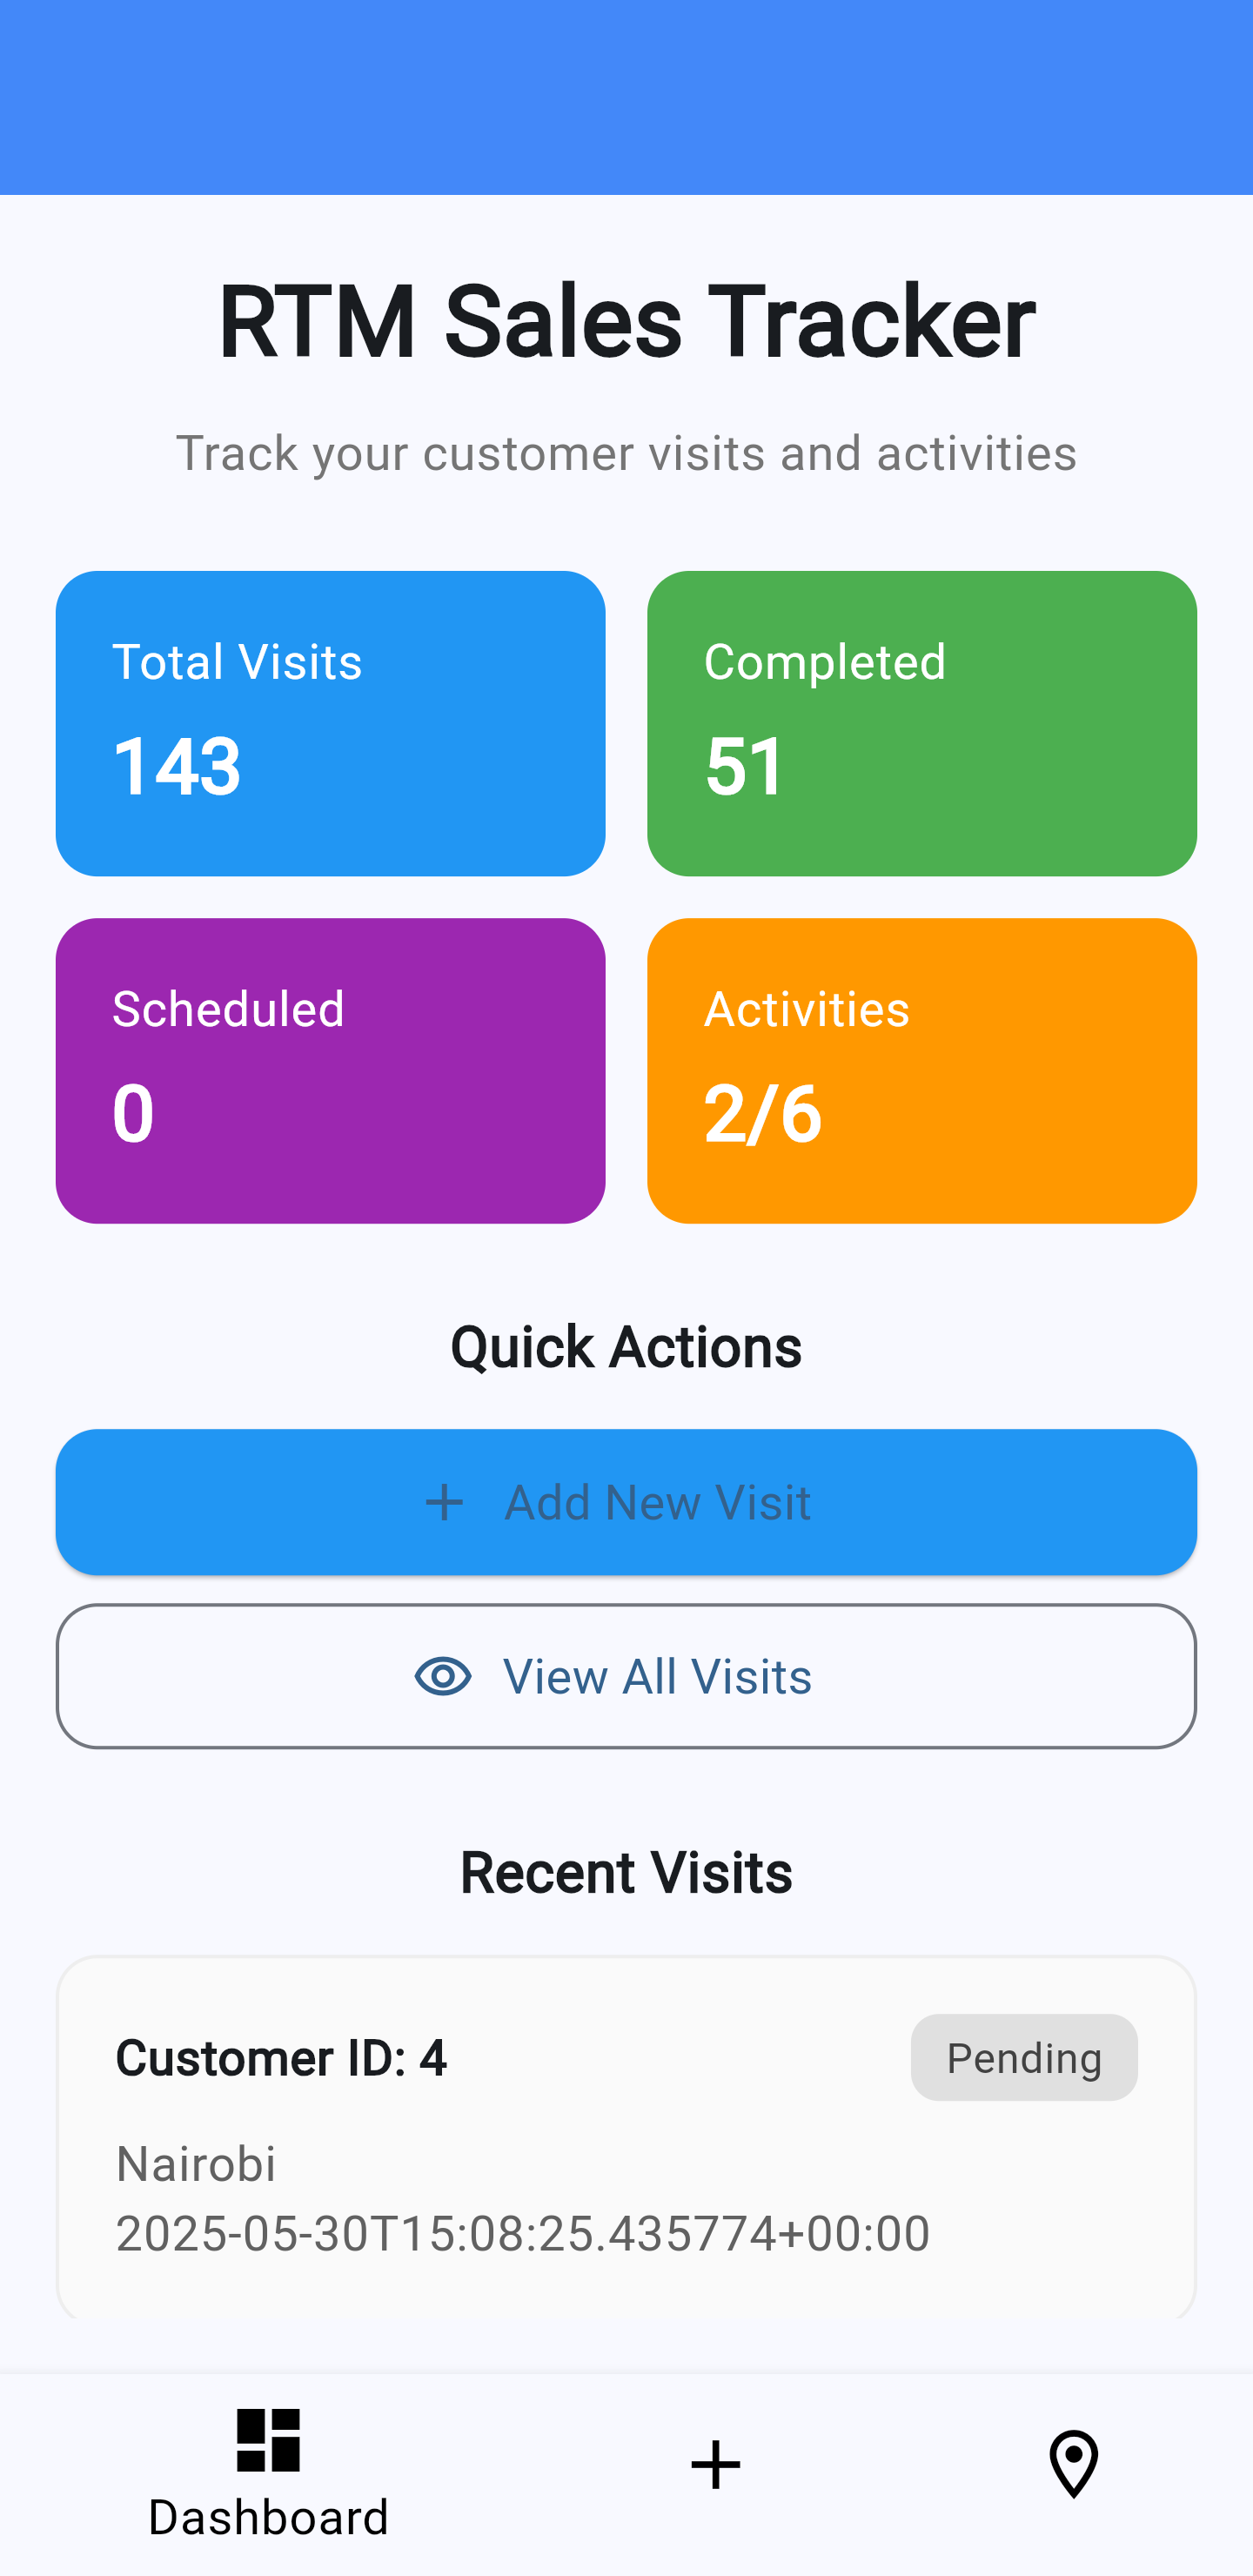 RTM Sales Tracker
Track your customer visits and activities
Total Visits
143
Completed
51
Scheduled
0
Activities
2/6
Quick Actions
Add New Visit
View All Visits
Recent Visits
Customer ID: 4
Pending
Nairobi
2025-05-30T15:08:25.435774+00:00
Dashboard